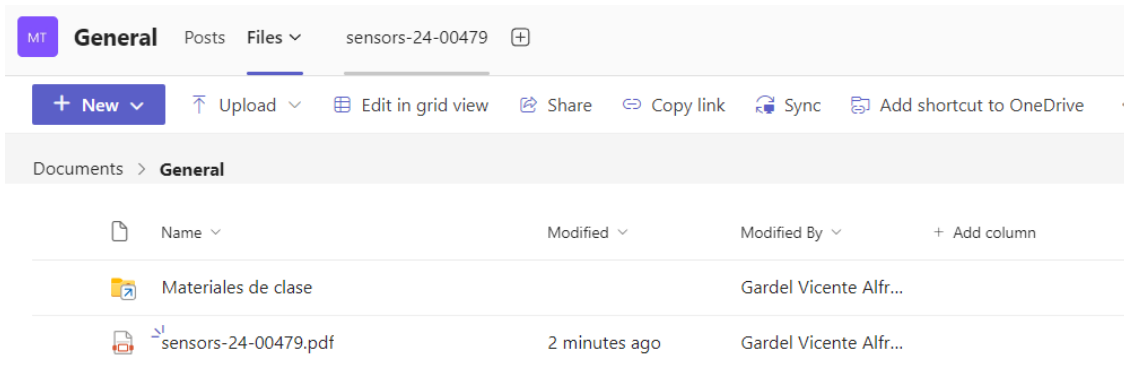 MT General Posts Files sensors-24-00479
New Upload Edit in grid view Share Copy link Sync Add shortcut to OneDrive
Documents > General
Name Modified Modified By + Add column
Materiales de clase Gardel Vicente Alfr...
sensors-24-00479.pdf 2 minutes ago Gardel Vicente Alfr...